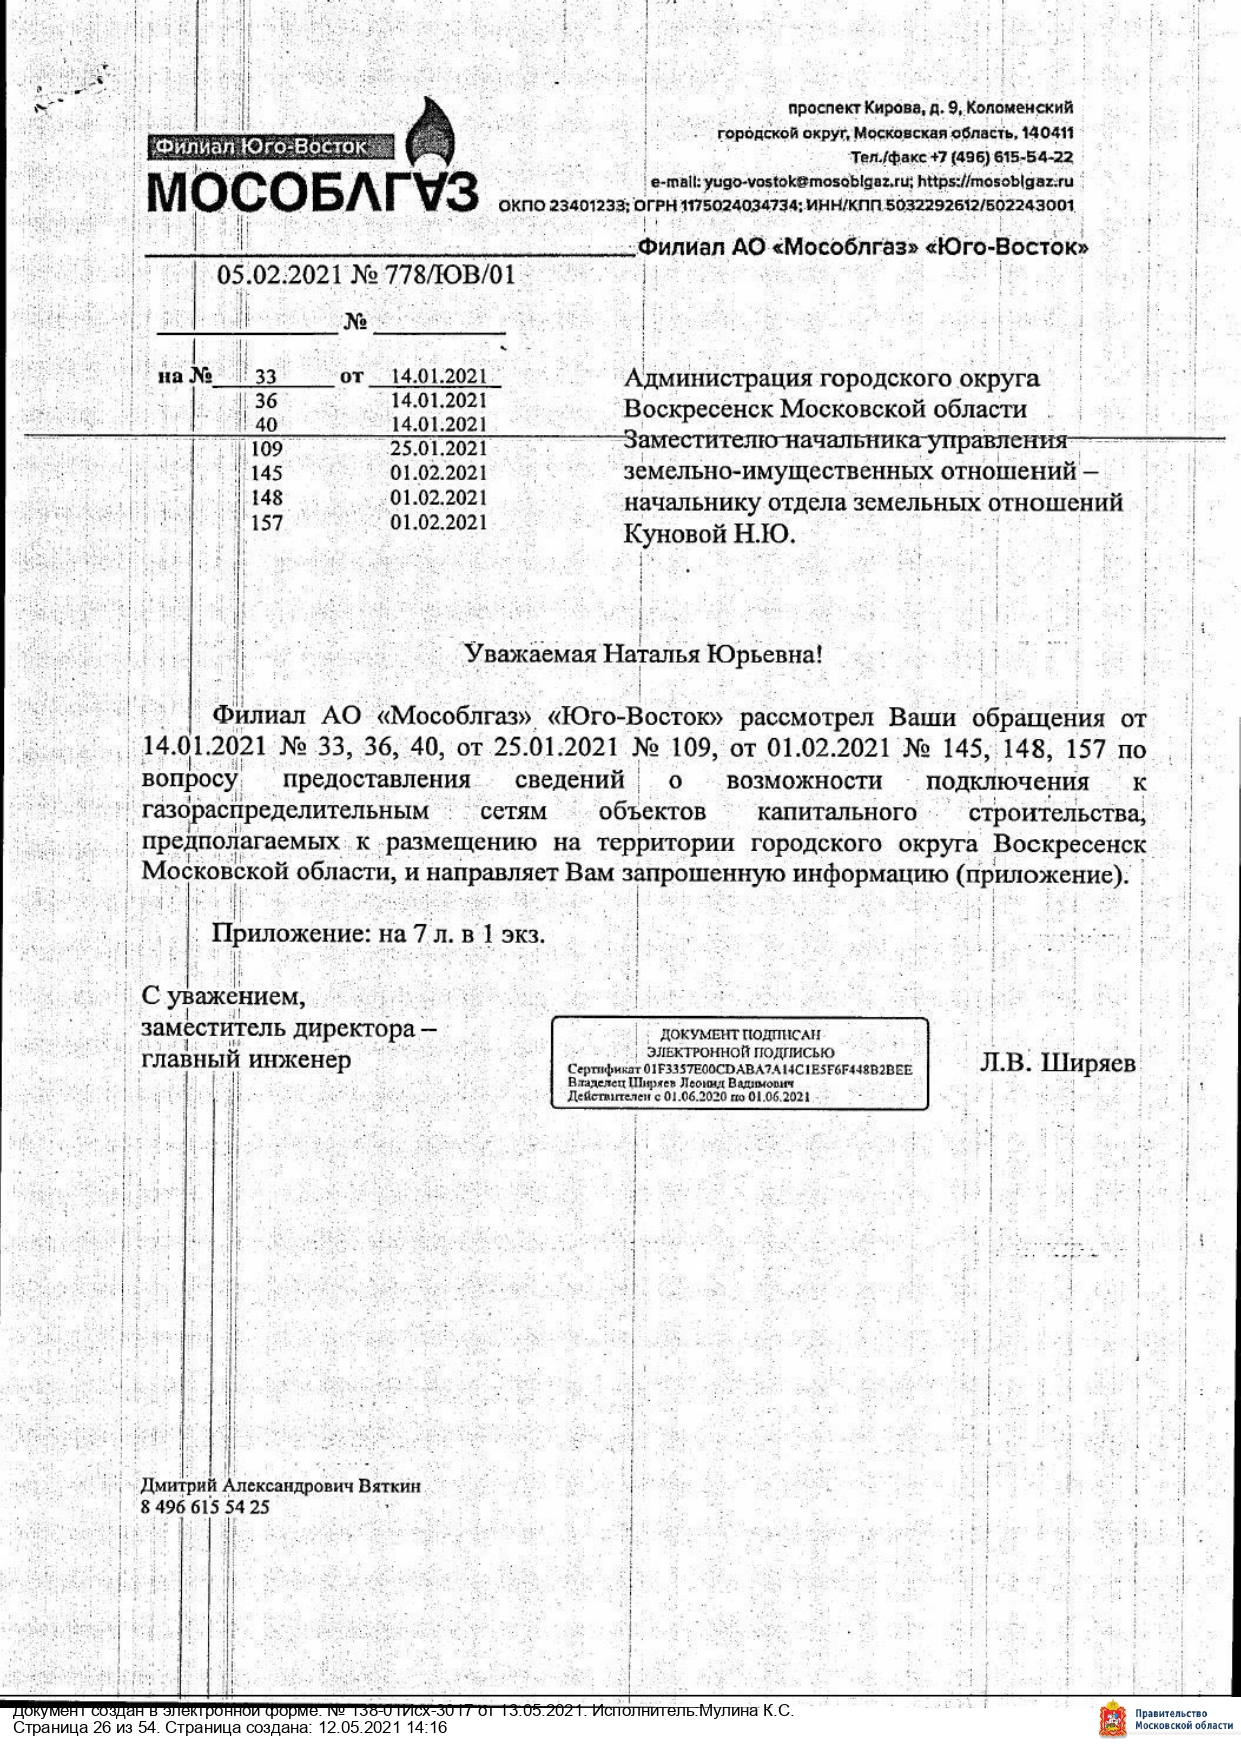 Филиал Юго-Восток
МОСОБЛГАЗ
проспект Кирова, д. 9, Коломенский
городской округ, Московская область, 140411
Тел./факс +7 (496) 615-54-22
e-mail: yugo-vostok@mosoblgaz.ru; https://mosoblgaz.ru
ОКПО 23401233; ОГРН 1175024034734; ИНН/КПП 5032292612/502243001
Филиал АО «Мособлгаз» «Юго-Восток»
05.02.2021 № 778/ЮВ/01
№
на № 33 от 14.01.2021
36 14.01.2021
40 14.01.2021
109 25.01.2021
145 01.02.2021
148 01.02.2021
157 01.02.2021
Администрация городского округа
Воскресенск Московской области
Заместителю начальника управления
земельно-имущественных отношений –
начальнику отдела земельных отношений
Куновой Н.Ю.
Уважаемая Наталья Юрьевна!
Филиал АО «Мособлгаз» «Юго-Восток» рассмотрел Ваши обращения от
14.01.2021 № 33, 36, 40, от 25.01.2021 № 109, от 01.02.2021 № 145, 148, 157 по
вопросу предоставления сведений о возможности подключения к
газораспределительным сетям объектов капитального строительства,
предполагаемых к размещению на территории городского округа Воскресенск
Московской области, и направляет Вам запрошенную информацию (приложение).
Приложение: на 7 л. в 1 экз.
С уважением,
заместитель директора –
главный инженер
ДОКУМЕНТ ПОДПИСАН
ЭЛЕКТРОННОЙ ПОДПИСЬЮ
Сертификат 01F3357E00CDABA7A14C1E5F6F448B2BEE
Владелец Ширяев Леонид Вадимович
Действителен с 01.06.2020 по 01.06.2021
Л.В. Ширяев
Дмитрий Александрович Вяткин
8 496 615 54 25
Документ создан в электронной форме. № 138-01Исх-3017 от 13.05.2021. Исполнитель:Мулина К.С.
Страница 26 из 54. Страница создана: 12.05.2021 14:16
Правительство
Московской области